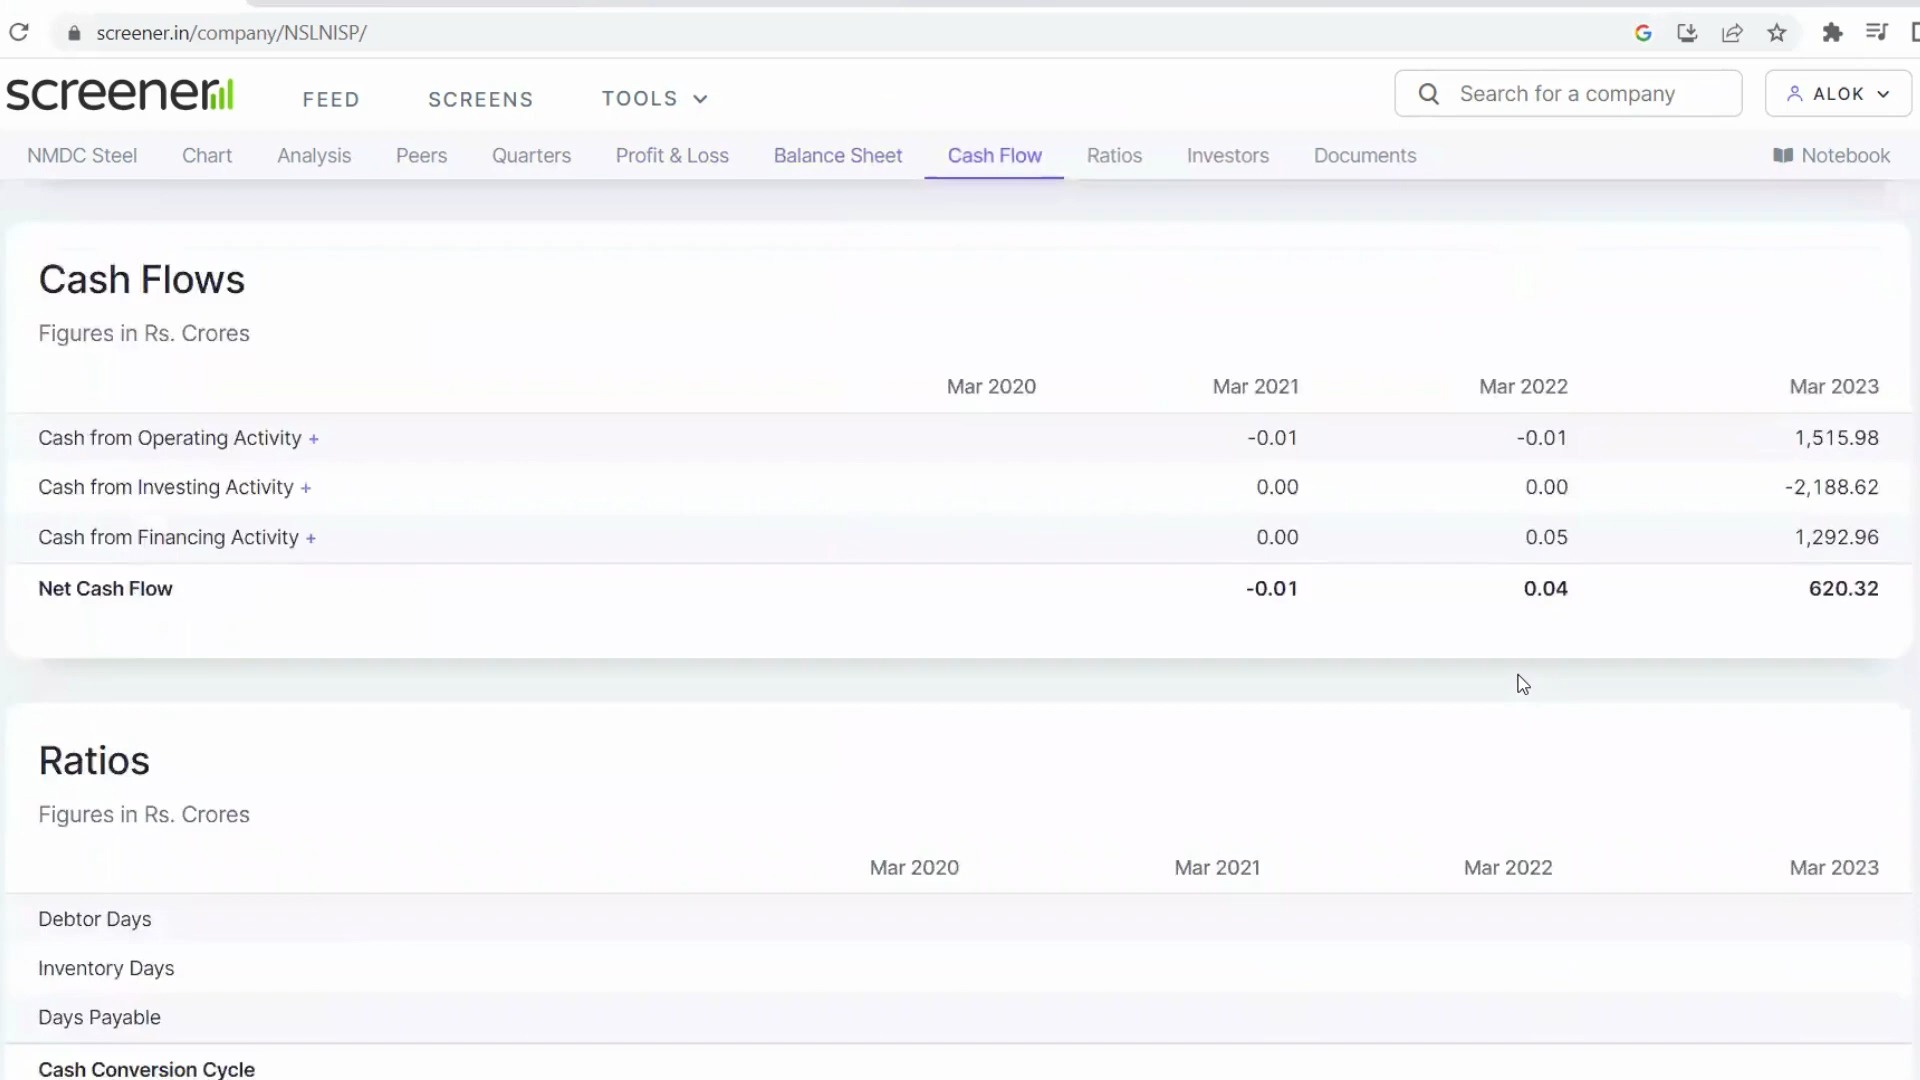 screener.in/company/NSLNISP/
screener
FEED SCREENS TOOLS
Search for a company
ALOK
NMDC Steel Chart Analysis Peers Quarters Profit & Loss Balance Sheet Cash Flow Ratios Investors Documents Notebook
Cash Flows
Figures in Rs. Crores
Mar 2020 Mar 2021 Mar 2022 Mar 2023
Cash from Operating Activity + -0.01 -0.01 1,515.98
Cash from Investing Activity + 0.00 0.00 -2,188.62
Cash from Financing Activity + 0.00 0.05 1,292.96
Net Cash Flow -0.01 0.04 620.32
Ratios
Figures in Rs. Crores
Mar 2020 Mar 2021 Mar 2022 Mar 2023
Debtor Days
Inventory Days
Days Payable
Cash Conversion Cycle